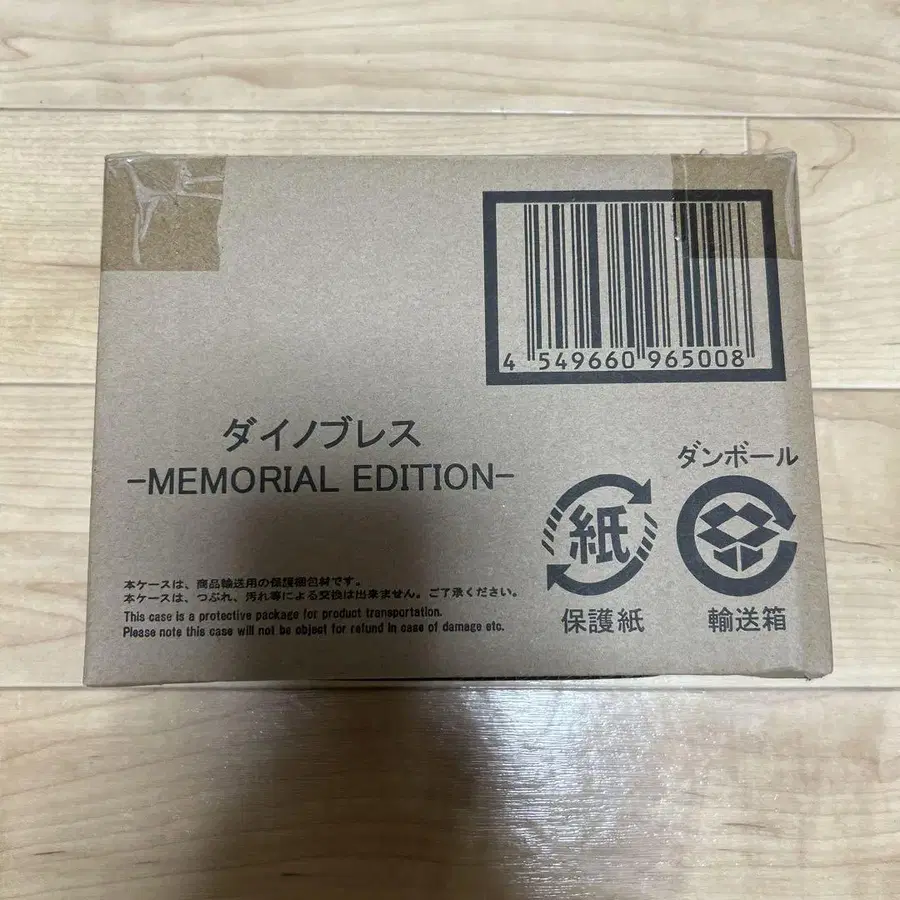 4 549660 965008
ダイノブレス
-MEMORIAL EDITION-
ダンボール
紙
保護紙
輸送箱
本ケースは、商品輸送用の保護梱包材です。
本ケースは、つぶれ、汚れ等による交換は出来ません。ご了承ください。
This case is a protective package for product transportation.
Please note this case will not be object for refund in case of damage etc.